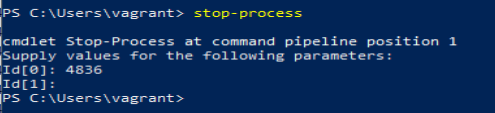 PS C:\Users\vagrant> stop-process
cmdlet Stop-Process at command pipeline position 1
Supply values for the following parameters:
Id[0]: 4836
Id[1]:
PS C:\Users\vagrant>